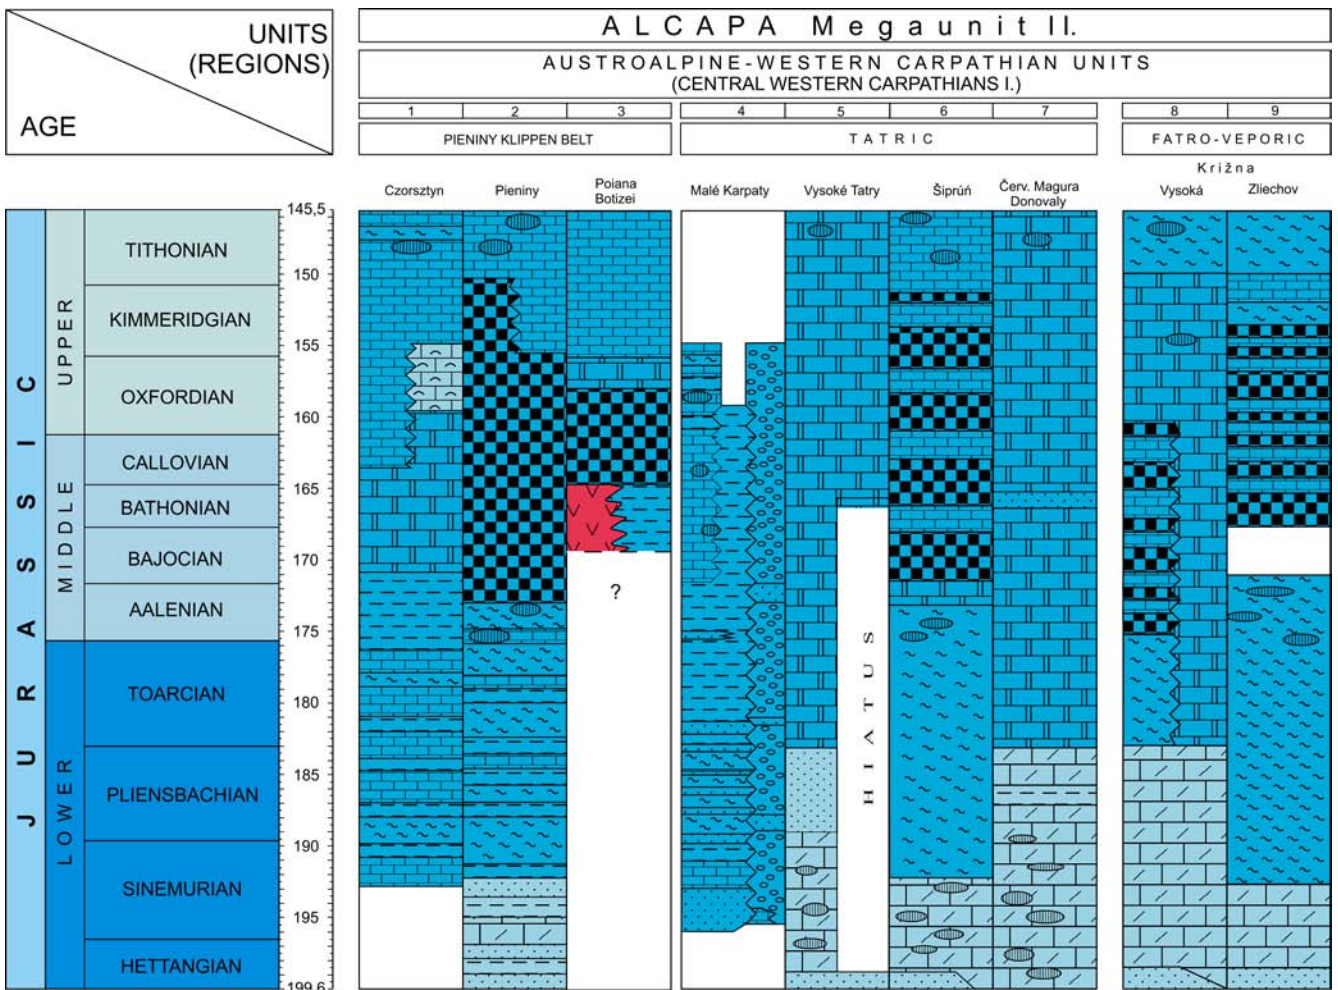 UNITS
(REGIONS)
AGE
ALCAPA Megaunit II.
AUSTROALPINE-WESTERN CARPATHIAN UNITS
(CENTRAL WESTERN CARPATHIANS I.)
1 2 3 4 5 6 7 8 9
PIENINY KLIPPEN BELT
TATRIC
FATRO-VEPORIC
Križna
Czorsztyn
Pieniny
Poiana
Botizei
Malé Karpaty
Vysoké Tatry
Šiprúň
Červ. Magura
Donovaly
Vysoká
Zliechov
JURASSIC
UPPER
MIDDLE
LOWER
TITHONIAN
KIMMERIDGIAN
OXFORDIAN
CALLOVIAN
BATHONIAN
BAJOCIAN
AALENIAN
TOARCIAN
PLIENSBACHIAN
SINEMURIAN
HETTANGIAN
145,5
150
155
160
165
170
175
180
185
190
195
199,6
?
HIATUS